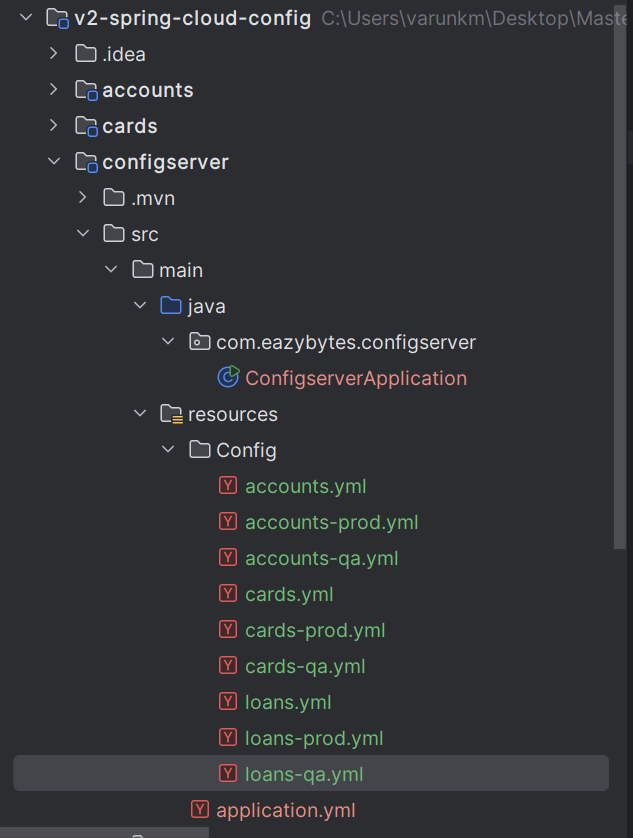 v2-spring-cloud-config C:\Users\varunkm\Desktop\Maste
.idea
accounts
cards
configserver
.mvn
src
main
java
com.eazybytes.configserver
ConfigserverApplication
resources
Config
accounts.yml
accounts-prod.yml
accounts-qa.yml
cards.yml
cards-prod.yml
cards-qa.yml
loans.yml
loans-prod.yml
loans-qa.yml
application.yml